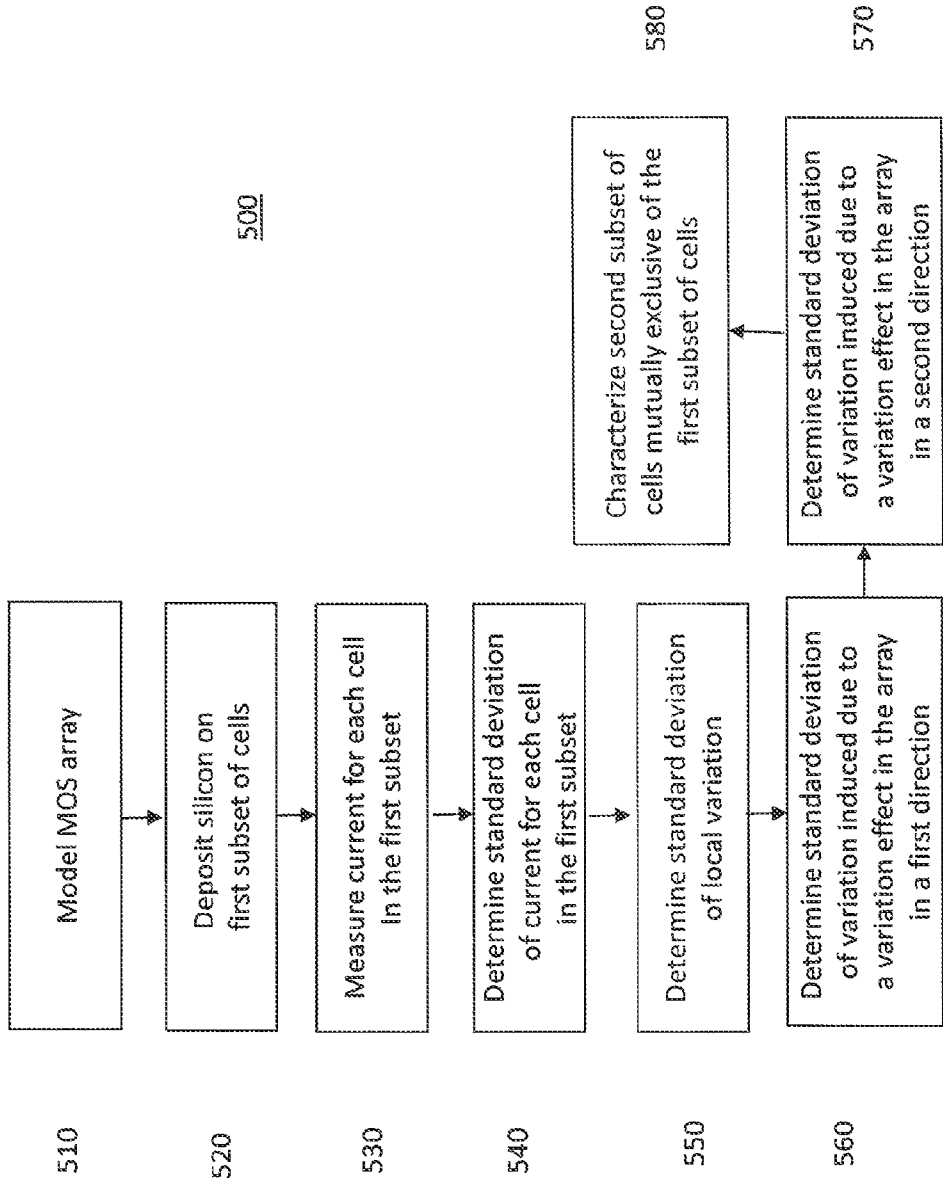 500
510
Model MOS array
520
Deposit silicon on
first subset of cells
530
Measure current for each cell
in the first subset
540
Determine standard deviation
of current for each cell
in the first subset
550
Determine standard deviation
of local variation
560
Determine standard deviation
of variation induced due to
a variation effect in the array
in a first direction
570
Determine standard deviation
of variation induced due to
a variation effect in the array
in a second direction
580
Characterize second subset of
cells mutually exclusive of the
first subset of cells